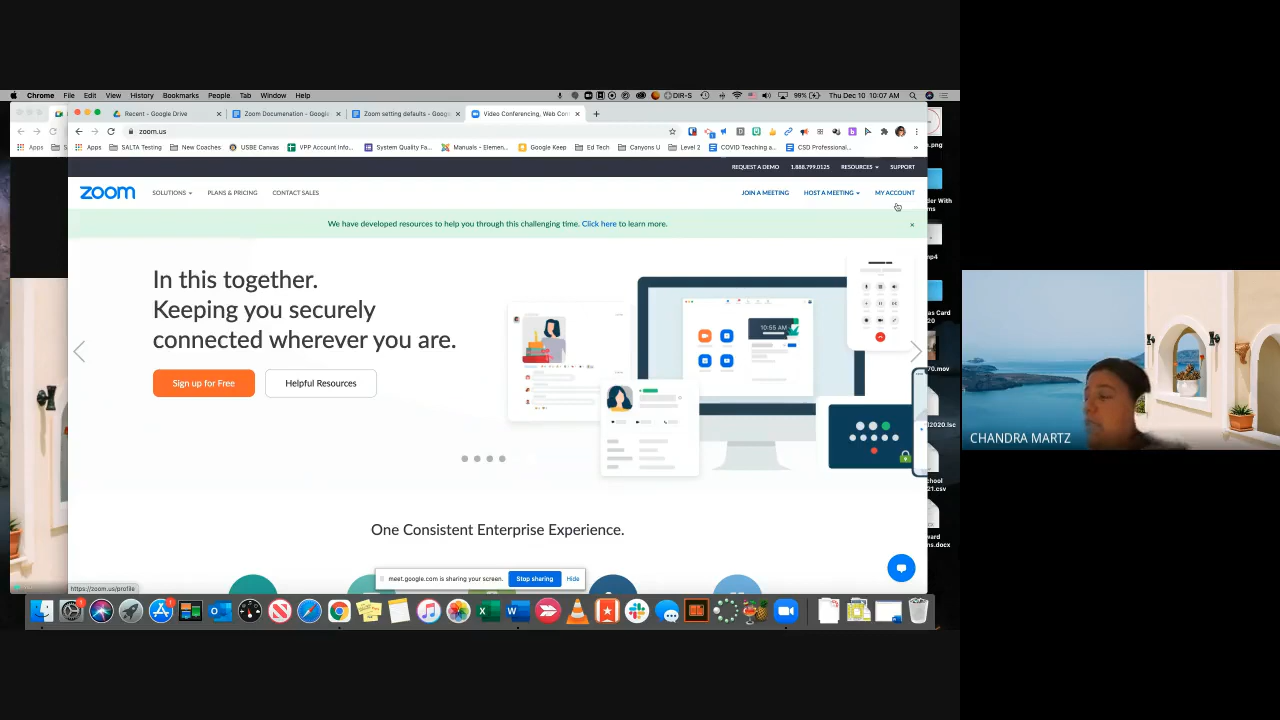 Chrome File Edit View History Bookmarks People Tab Window Help DIR-S 99% Thu Dec 10 10:07 AM
Recent - Google Drive × Zoom Documenation - Google × Zoom setting defaults - Google × Video Conferencing, Web Con × +
zoom.us
Apps Apps SALTA Testing New Coaches USBE Canvas VPP Account Info... System Quality Fa... Manuals - Elemen... Google Keep Ed Tech Canyons U Level 2 COVID Teaching a... CSD Professional... »
REQUEST A DEMO 1.888.799.0125 RESOURCES SUPPORT
zoom SOLUTIONS PLANS & PRICING CONTACT SALES JOIN A MEETING HOST A MEETING MY ACCOUNT
We have developed resources to help you through this challenging time. Click here to learn more. ×
In this together.
Keeping you securely
connected wherever you are.
Sign up for Free Helpful Resources
10:55 AM
One Consistent Enterprise Experience.
meet.google.com is sharing your screen. Stop sharing Hide
https://zoom.us/profile
CHANDRA MARTZ